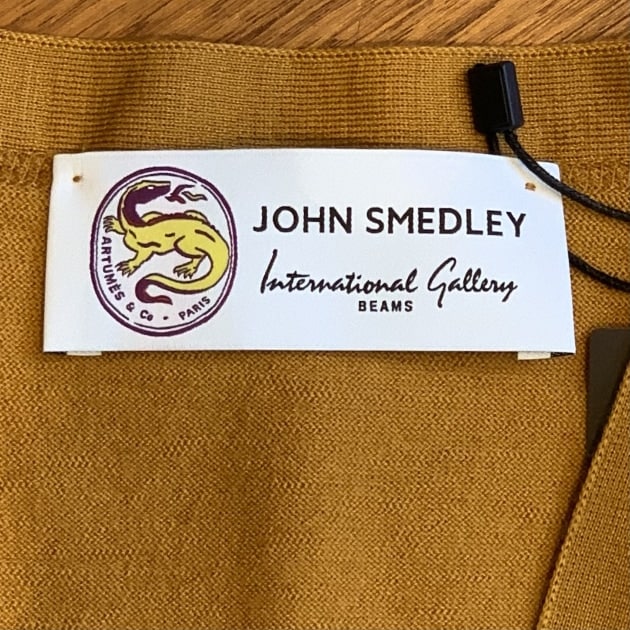 ARTUMÈS & Co - PARIS
JOHN SMEDLEY
International Gallery
BEAMS